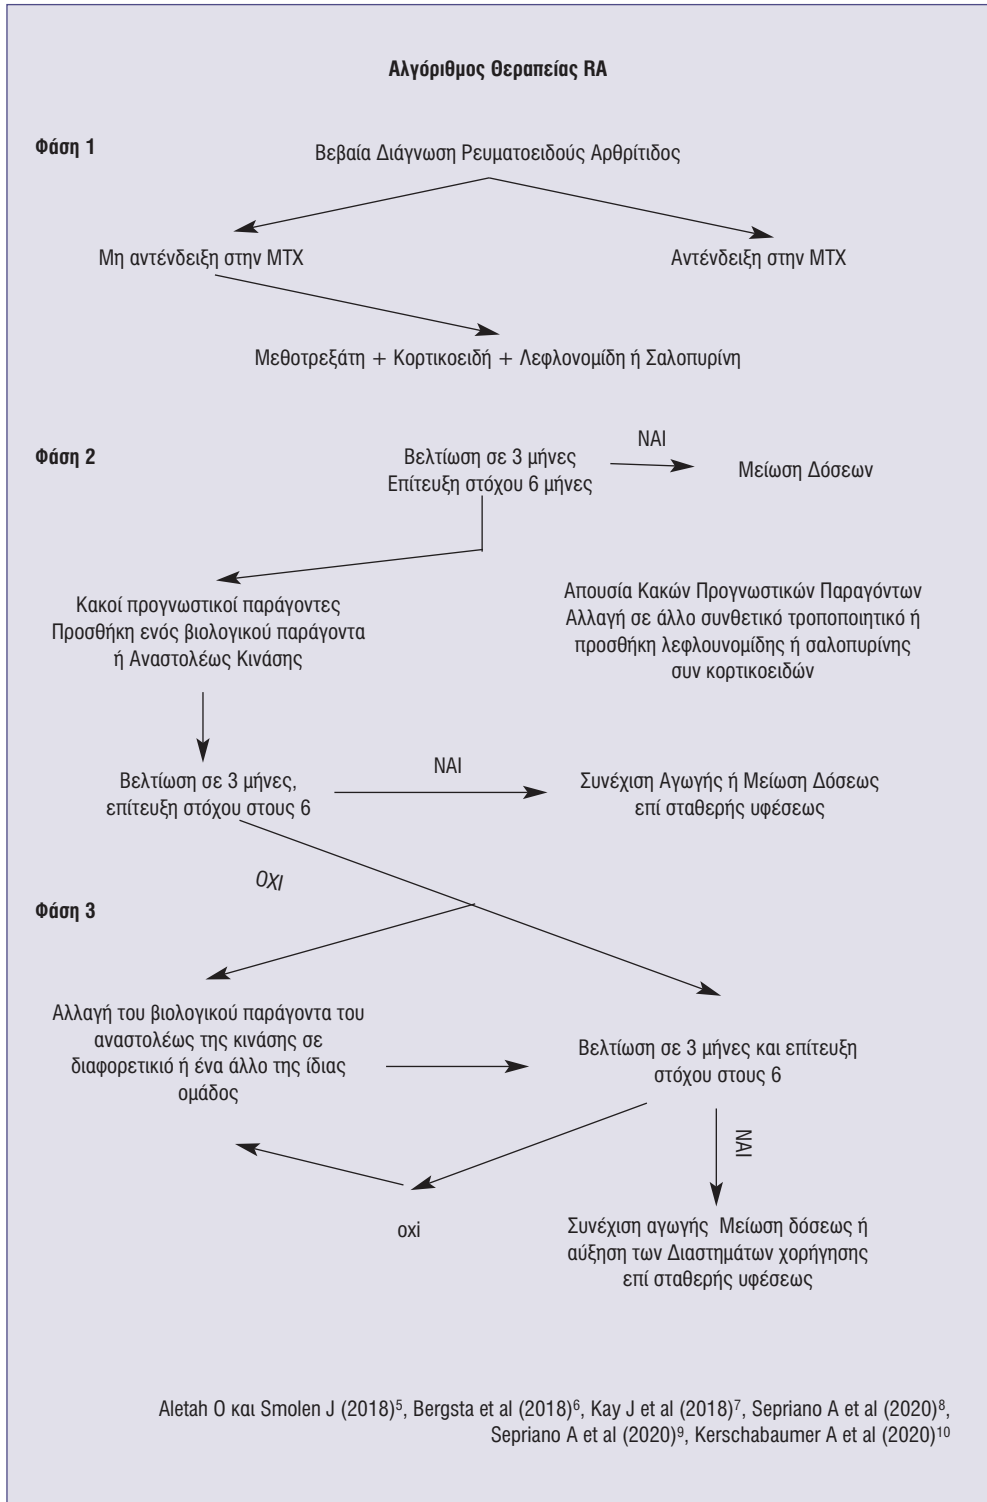 Αλγόριθμος Θεραπείας RA
Φάση 1
Βεβαία Διάγνωση Ρευματοειδούς Αρθρίτιδος
Μη αντένδειξη στην MTX
Αντένδειξη στην MTX
Μεθοτρεξάτη + Κορτικοειδή + Λεφλονομίδη ή Σαλοπυρίνη
Φάση 2
Βελτίωση σε 3 μήνες
Επίτευξη στόχου 6 μήνες
ΝΑΙ
Μείωση Δόσεων
Κακοί προγνωστικοί παράγοντες
Προσθήκη ενός βιολογικού παράγοντα
ή Αναστολέως Κινάσης
Απουσία Κακών Προγνωστικών Παραγόντων
Αλλαγή σε άλλο συνθετικό τροποποιητικό ή
προσθήκη λεφλουνομίδης ή σαλοπυρίνης
συν κορτικοειδών
Βελτίωση σε 3 μήνες,
επίτευξη στόχου στους 6
ΝΑΙ
Συνέχιση Αγωγής ή Μείωση Δόσεως
επί σταθερής υφέσεως
ΟΧΙ
Φάση 3
Αλλαγή του βιολογικού παράγοντα του
αναστολέως της κινάσης σε
διαφορετικιό ή ένα άλλο της ίδιας
ομάδος
Βελτίωση σε 3 μήνες και επίτευξη
στόχου στους 6
ΝΑΙ
οχι
Συνέχιση αγωγής Μείωση δόσεως ή
αύξηση των Διαστημάτων χορήγησης
επί σταθερής υφέσεως
Aletah O και Smolen J (2018)⁵, Bergsta et al (2018)⁶, Kay J et al (2018)⁷, Sepriano A et al (2020)⁸,
Sepriano A et al (2020)⁹, Kerschabaumer A et al (2020)¹⁰